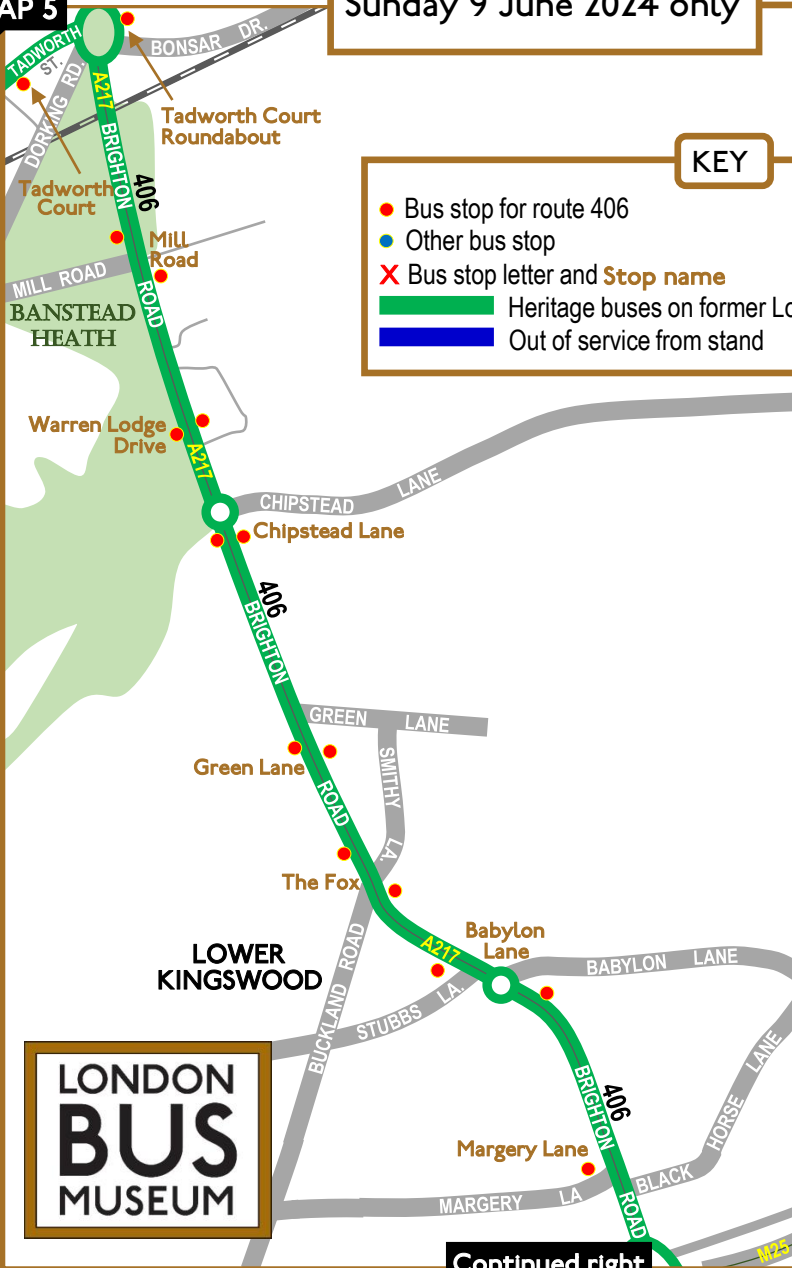 AP 5
Sunday 9 June 2024 only
TADWORTH
ST.
BONSAR DR.
DORKING RD.
A217
BRIGHTON
406
Tadworth Court
Roundabout
Tadworth
Court
KEY
Bus stop for route 406
Other bus stop
X Bus stop letter and Stop name
Heritage buses on former Lo
Out of service from stand
Mill
Road
MILL ROAD
ROAD
BANSTEAD
HEATH
Warren Lodge
Drive
A217
CHIPSTEAD LANE
Chipstead Lane
406
BRIGHTON
GREEN LANE
Green Lane
SMITHY LA.
ROAD
The Fox
Babylon
Lane
A217
LOWER
KINGSWOOD
BUCKLAND ROAD
STUBBS LA.
BABYLON LANE
406
BRIGHTON
HORSE LANE
BLACK
Margery Lane
MARGERY LA
ROAD
M25
LONDON
BUS
MUSEUM
Continued right